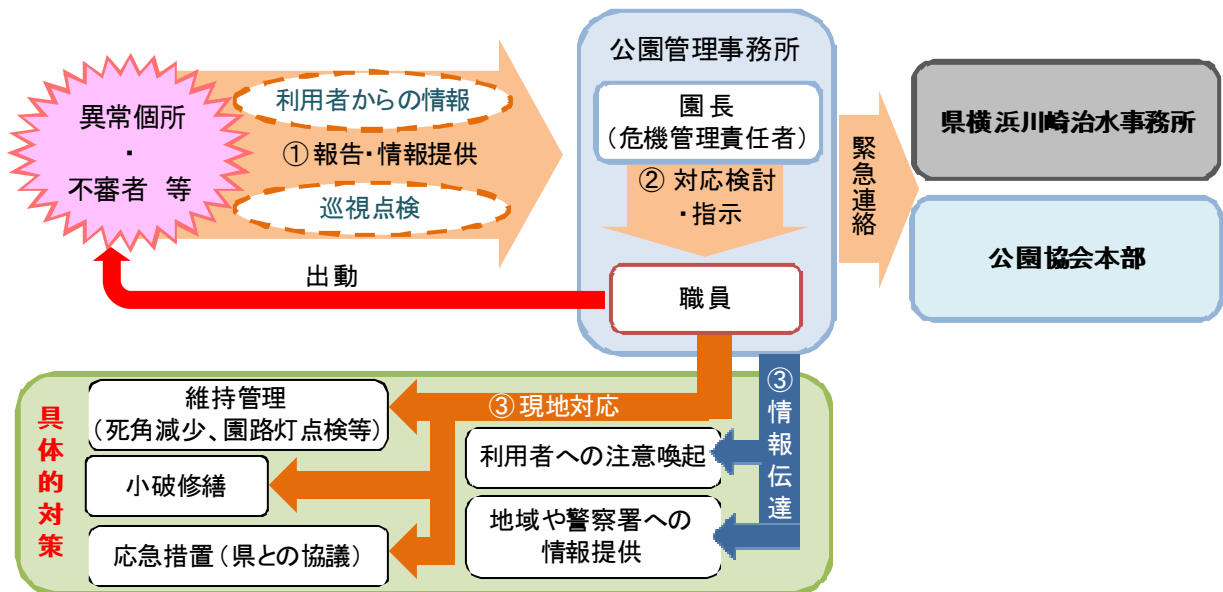 異常個所
・
不審者 等
利用者からの情報
①報告・情報提供
巡視点検
出動
公園管理事務所
園長
（危機管理責任者）
② 対応検討
・指示
職員
緊急連絡
県横浜川崎治水事務所
公園協会本部
具体的対策
維持管理
（死角減少、園路灯点検等）
小破修繕
応急措置（県との協議）
③現地対応
利用者への注意喚起
地域や警察署への
情報提供
③情報伝達